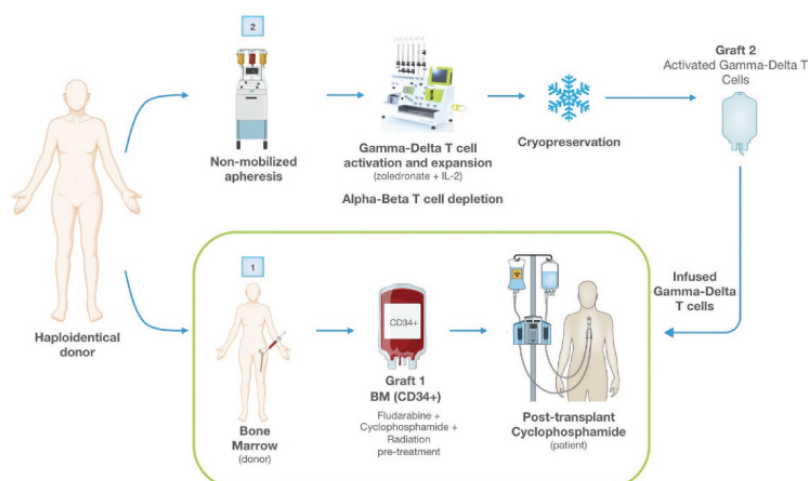 2
Non-mobilized
apheresis
Gamma-Delta T cell
activation and expansion
(zoledronate + IL-2)
Alpha-Beta T cell depletion
Cryopreservation
Graft 2
Activated Gamma-Delta T
Cells
Haploidentical
donor
1
Bone
Marrow
(donor)
CD34+
Graft 1
BM (CD34+)
Fludarabine +
Cyclophosphamide +
Radiation
pre-treatment
Post-transplant
Cyclophosphamide
(patient)
Infused
Gamma-Delta
T cells